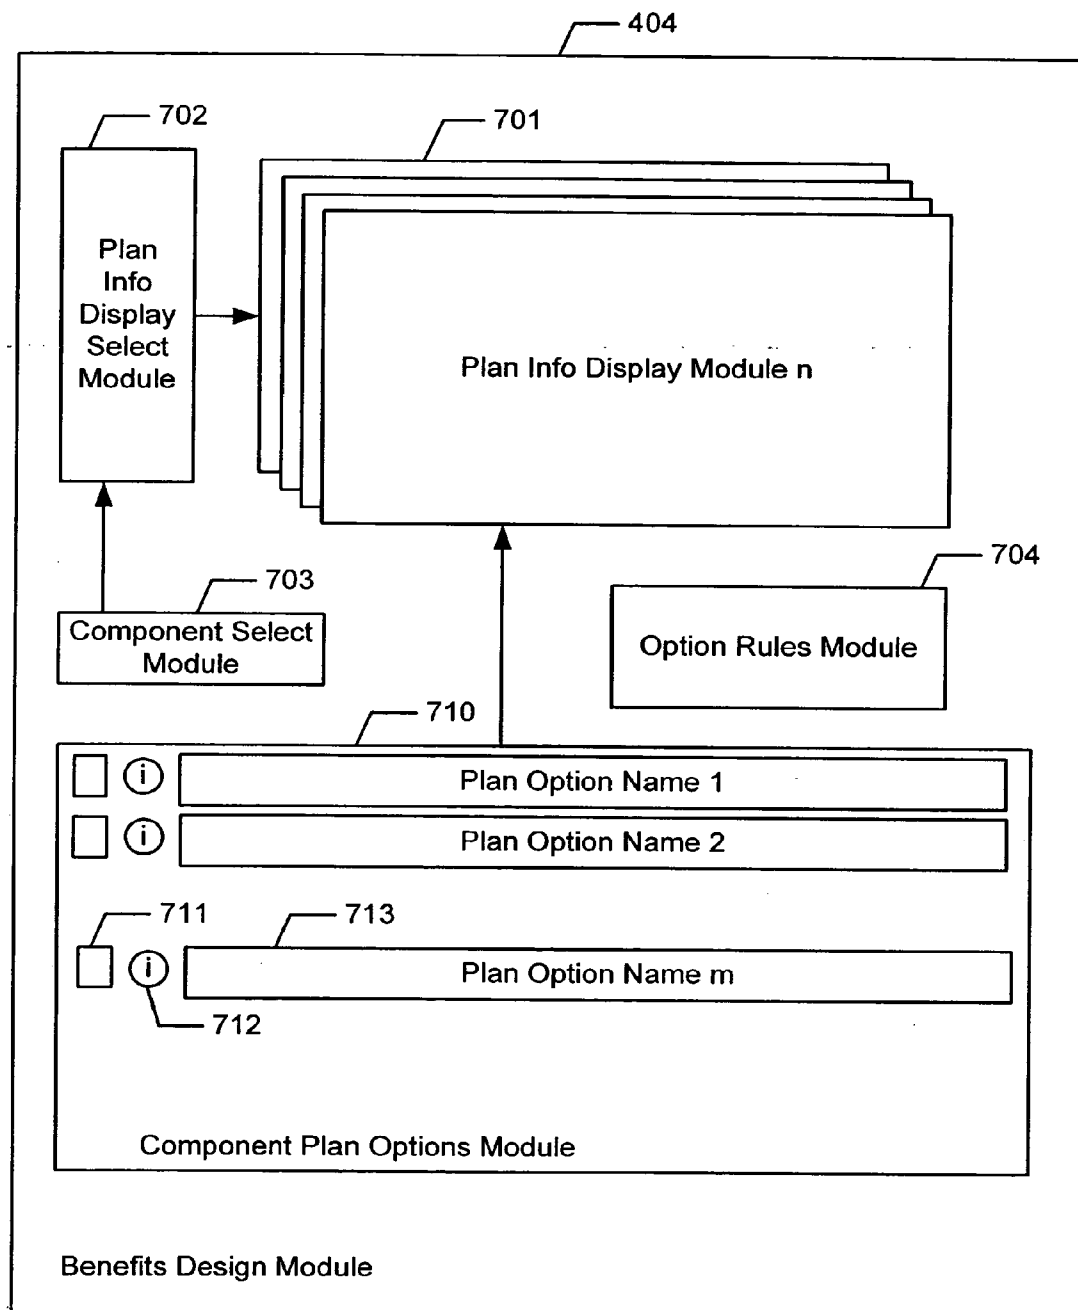 404
702
701
Plan
Info
Display
Select
Module
Plan Info Display Module n
703
704
Component Select
Module
Option Rules Module
710
i
Plan Option Name 1
i
Plan Option Name 2
711
713
i
Plan Option Name m
712
Component Plan Options Module
Benefits Design Module